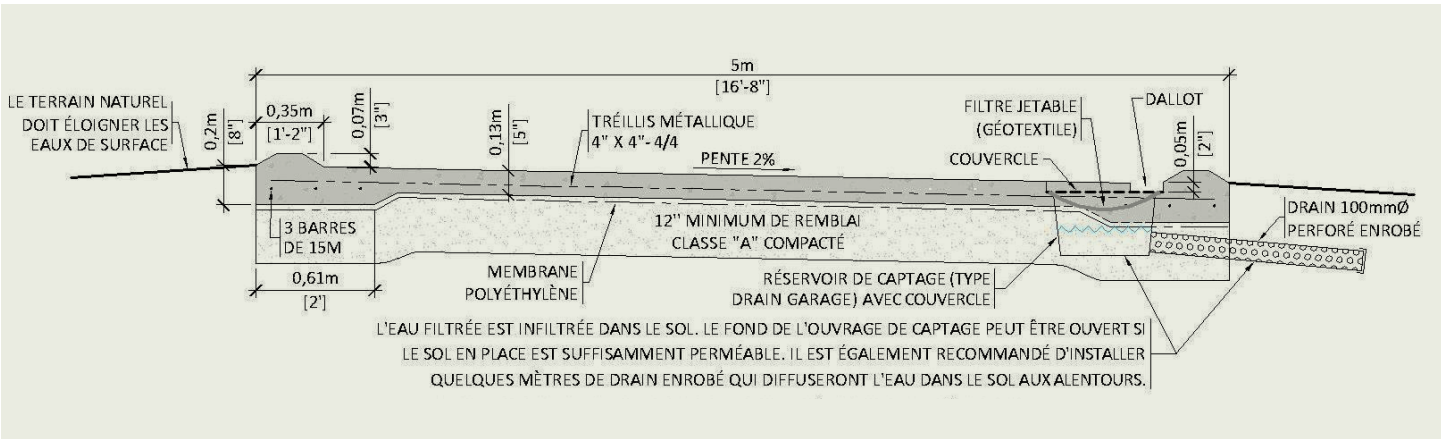 5m
[16'-8"]
LE TERRAIN NATUREL
DOIT ÉLOIGNER LES
EAUX DE SURFACE
0,2m
[8"]
0,35m
[1'-2"]
0,07m
[3"]
0,13m
[5"]
TRÉILLIS MÉTALLIQUE
4" X 4"- 4/4
PENTE 2%
FILTRE JETABLE
(GÉOTEXTILE)
COUVERCLE
DALLOT
0,05m
[2"]
3 BARRES
DE 15M
12" MINIMUM DE REMBLAI
CLASSE "A" COMPACTÉ
DRAIN 100mmØ
PERFORÉ ENROBÉ
0,61m
[2']
MEMBRANE
POLYÉTHYLÈNE
RÉSERVOIR DE CAPTAGE (TYPE
DRAIN GARAGE) AVEC COUVERCLE
L'EAU FILTRÉE EST INFILTRÉE DANS LE SOL. LE FOND DE L'OUVRAGE DE CAPTAGE PEUT ÊTRE OUVERT SI
LE SOL EN PLACE EST SUFFISAMMENT PERMÉABLE. IL EST ÉGALEMENT RECOMMANDÉ D'INSTALLER
QUELQUES MÈTRES DE DRAIN ENROBÉ QUI DIFFUSERONT L'EAU DANS LE SOL AUX ALENTOURS.